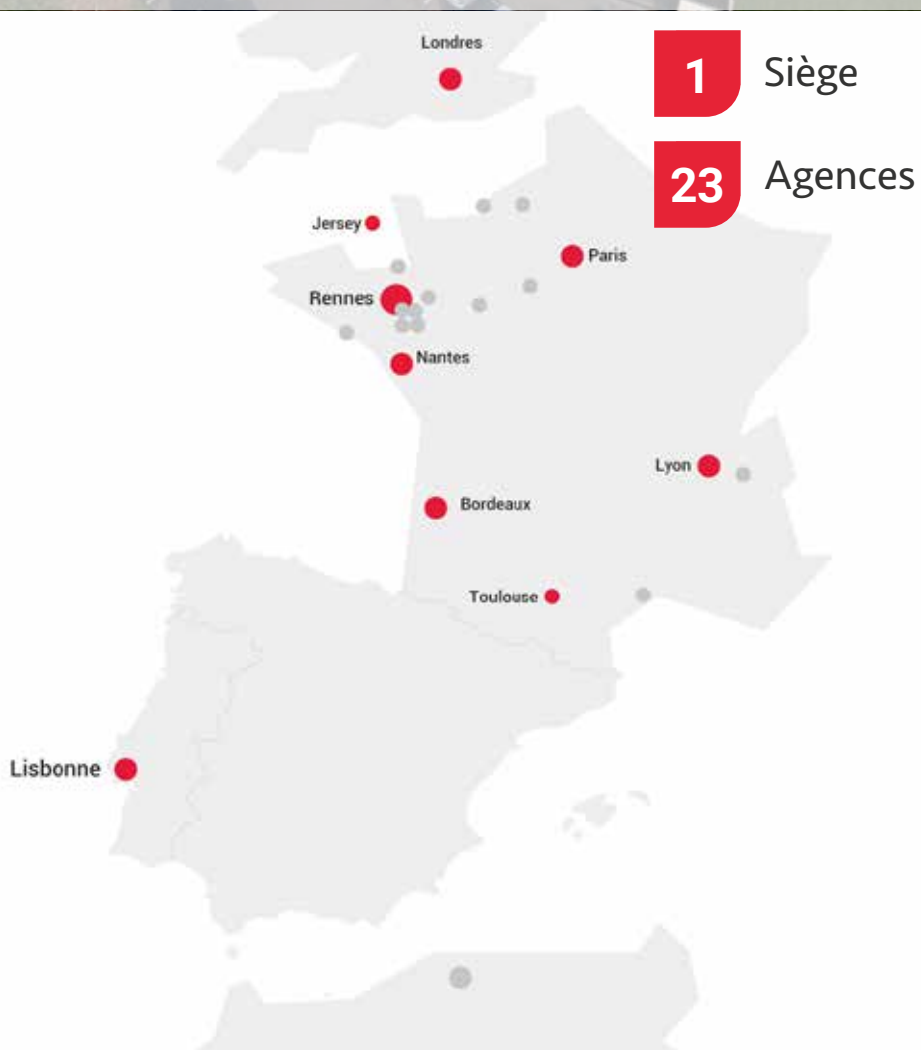 Londres
1 Siège
23 Agences
Jersey
Paris
Rennes
Nantes
Lyon
Bordeaux
Toulouse
Lisbonne